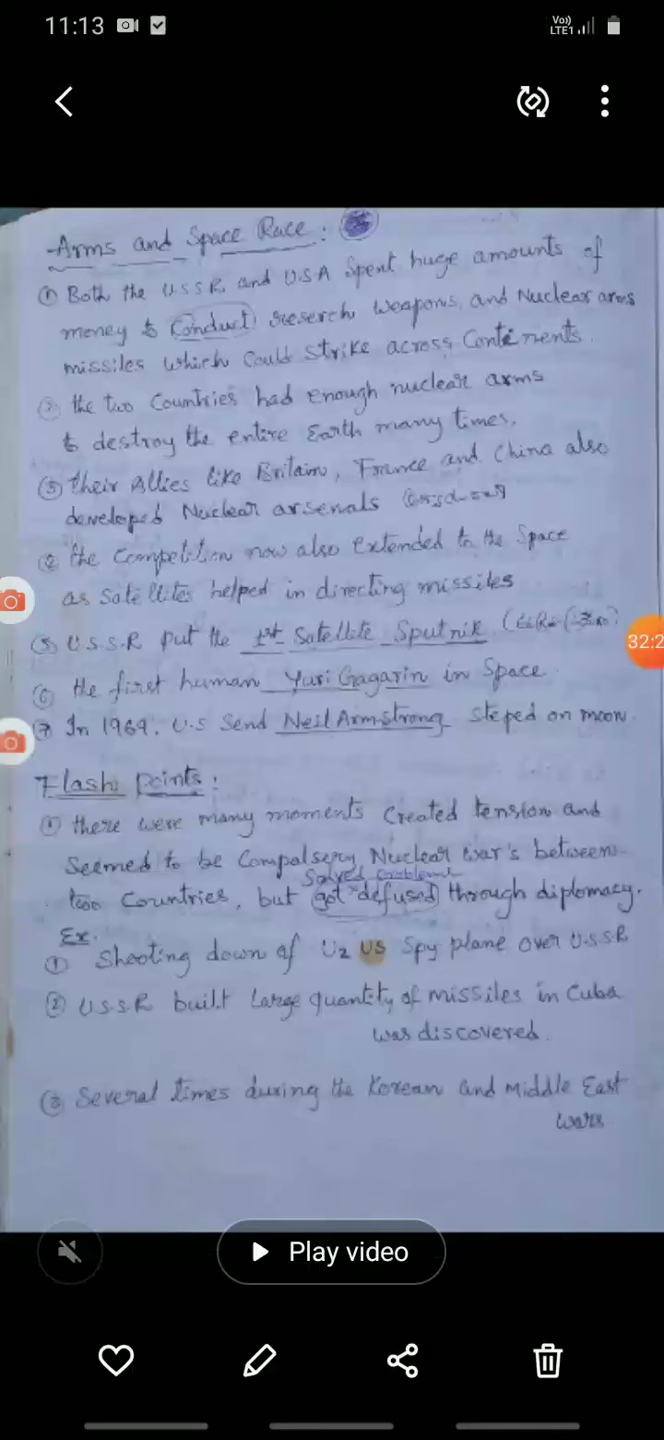 11:13
Vo))
LTE1
-Arms and Space Race :
① Both the U.S.S.R. and U.S.A Spent huge amounts of
money to Conduct reserch weapons, and Nuclear arms
missiles which Could strike across Continents.
② the two Countries had enough nuclear arms
to destroy the entire Earth many times.
③ their Allies like Britain, France and China also
developed Nuclear arsenals
the Competition now also extended to the Space
as Satellites helped in directing missiles
32:2
⑤ U.S.S.R put the 1st Satellite Sputnik
⑥ the first human Yuri Gagarin in Space
⑦ In 1969. U.S Send Neil Armstrong steped on moon.
Flash points :
① there were many moments Created tension and
Seemed to be Compalsery Nuclear war's between
Solved problems
two Countries, but got "defused" through diplomacy.
Ex.
① Shooting down of U2 US Spy plane over U.S.S.R
② U.S.S.R built Large quantity of missiles in Cuba
was discovered.
③ Several times during the Korean and Middle East
wars
Play video